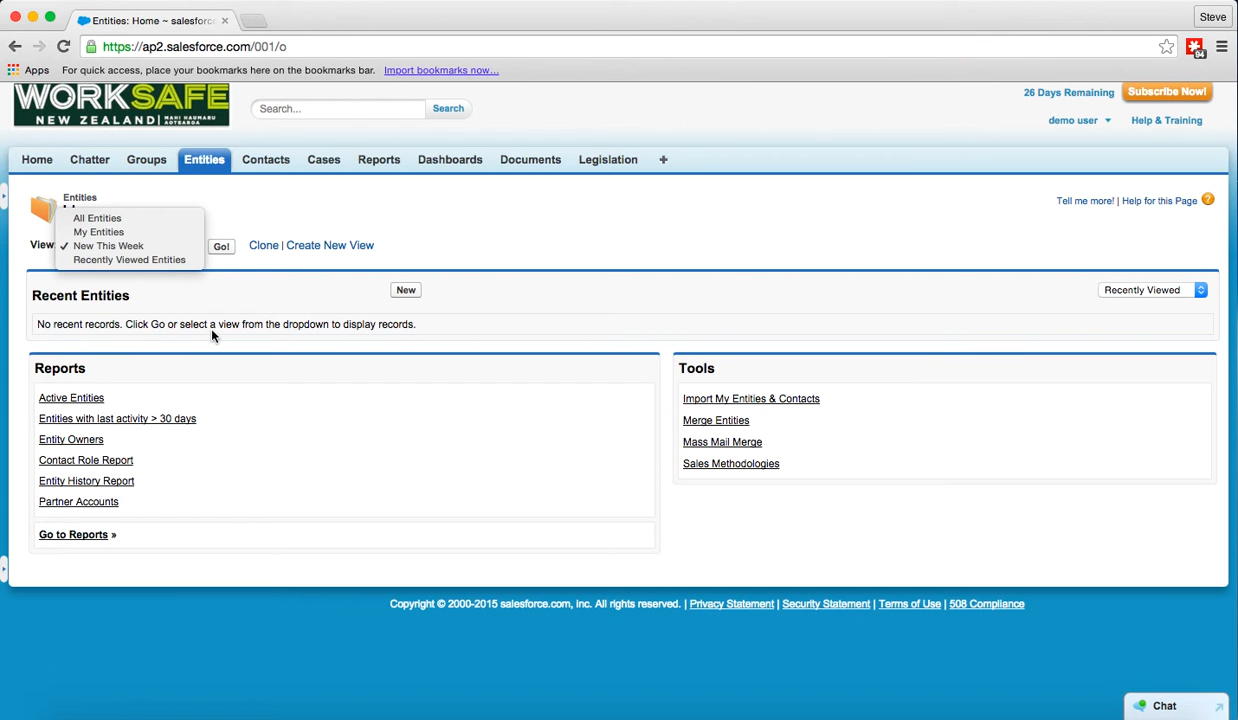 Entities: Home ~ salesforc
Steve
https://ap2.salesforce.com/001/o
64
Apps For quick access, place your bookmarks here on the bookmarks bar. Import bookmarks now…
WORKSAFE
NEW ZEALAND | MAHI HAUMARU AOTEAROA
Search...
Search
26 Days Remaining
Subscribe Now!
demo user
Help & Training
Home Chatter Groups Entities Contacts Cases Reports Dashboards Documents Legislation +
Entities
Tell me more! | Help for this Page ?
View:
All Entities
My Entities
✓ New This Week
Recently Viewed Entities
Go!
Clone | Create New View
Recent Entities
New
Recently Viewed
No recent records. Click Go or select a view from the dropdown to display records.
Reports
Active Entities
Entities with last activity > 30 days
Entity Owners
Contact Role Report
Entity History Report
Partner Accounts
Go to Reports »
Tools
Import My Entities & Contacts
Merge Entities
Mass Mail Merge
Sales Methodologies
Copyright © 2000-2015 salesforce.com, inc. All rights reserved. | Privacy Statement | Security Statement | Terms of Use | 508 Compliance
Chat